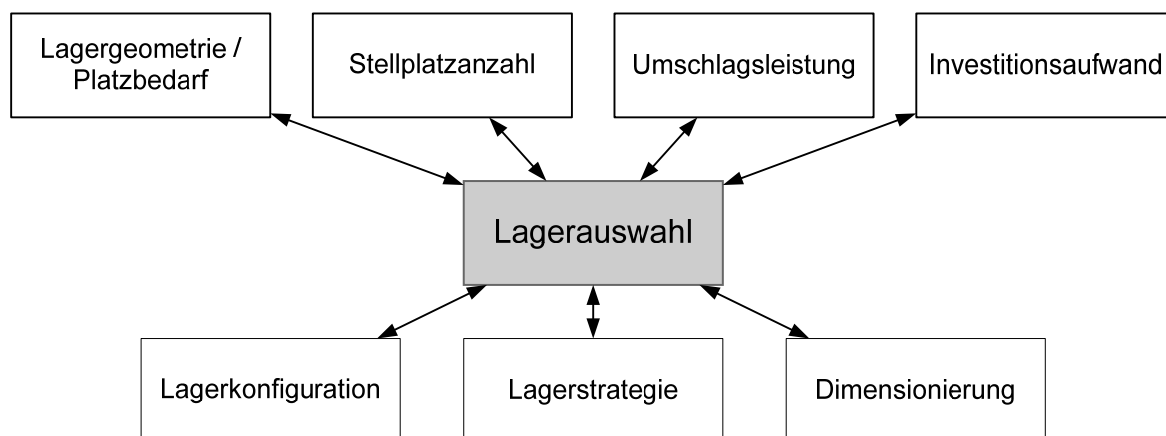 Lagergeometrie /
Platzbedarf
Stellplatzanzahl
Umschlagsleistung
Investitionsaufwand
Lagerauswahl
Lagerkonfiguration
Lagerstrategie
Dimensionierung